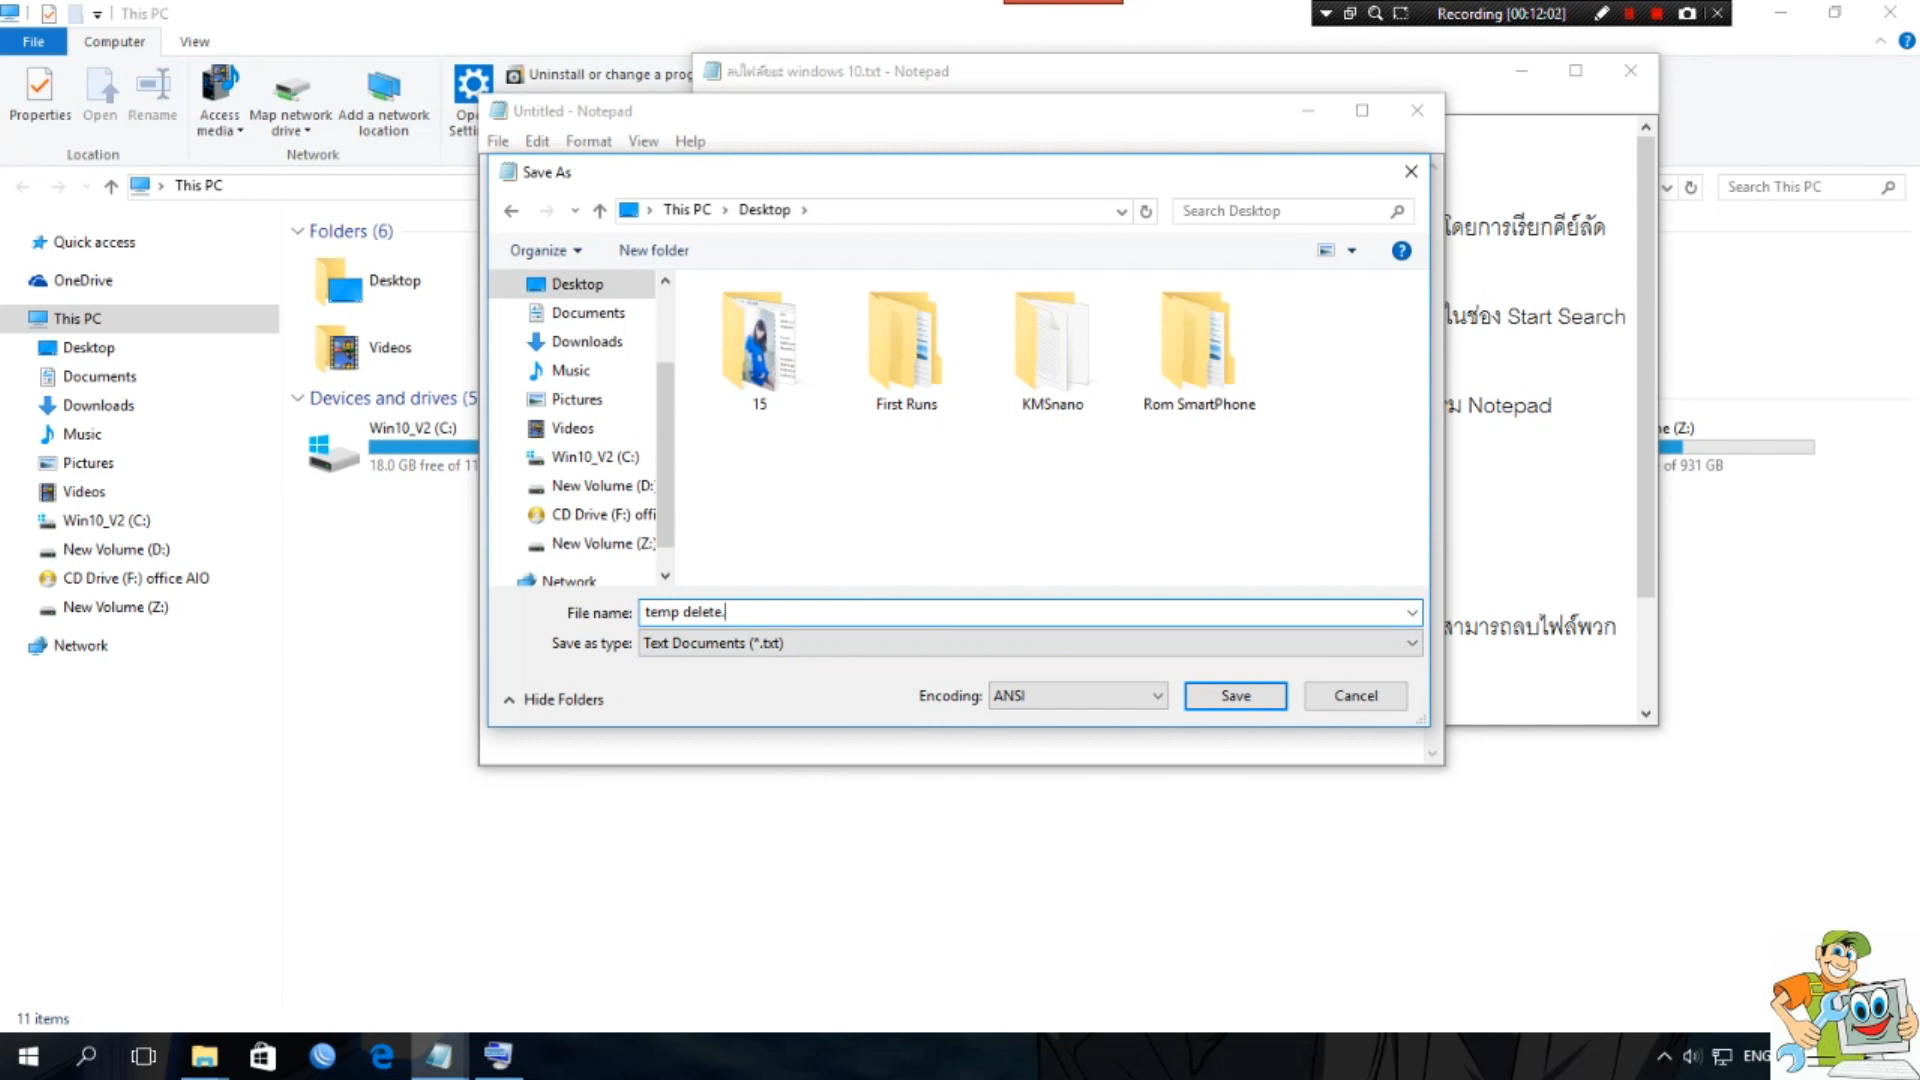 This PC
Recording [00:12:02]
File
Computer
View
Properties
Open
Rename
Access media
Map network drive
Add a network location
Uninstall or change a prog
Location
Network
ลบไฟล์ขยะ windows 10.txt - Notepad
Untitled - Notepad
File Edit Format View Help
Save As
This PC
This PC > Desktop >
Search Desktop
Search This PC
Organize
New folder
Quick access
OneDrive
This PC
Desktop
Documents
Downloads
Music
Pictures
Videos
Win10_V2 (C:)
New Volume (D:)
CD Drive (F:) office AIO
New Volume (Z:)
Network
Folders (6)
Desktop
Videos
Devices and drives (5
Win10_V2 (C:)
18.0 GB free of 11
Desktop
Documents
Downloads
Music
Pictures
Videos
Win10_V2 (C:)
New Volume (D:
CD Drive (F:) offi
New Volume (Z:
Network
15
First Runs
KMSnano
Rom SmartPhone
โดยการเรียกคีย์ลัด
ในช่อง Start Search
Notepad
สามารถลบไฟล์พวก
e (Z:)
of 931 GB
File name: temp delete.
Save as type: Text Documents (*.txt)
Hide Folders
Encoding: ANSI
Save
Cancel
11 items
ENG